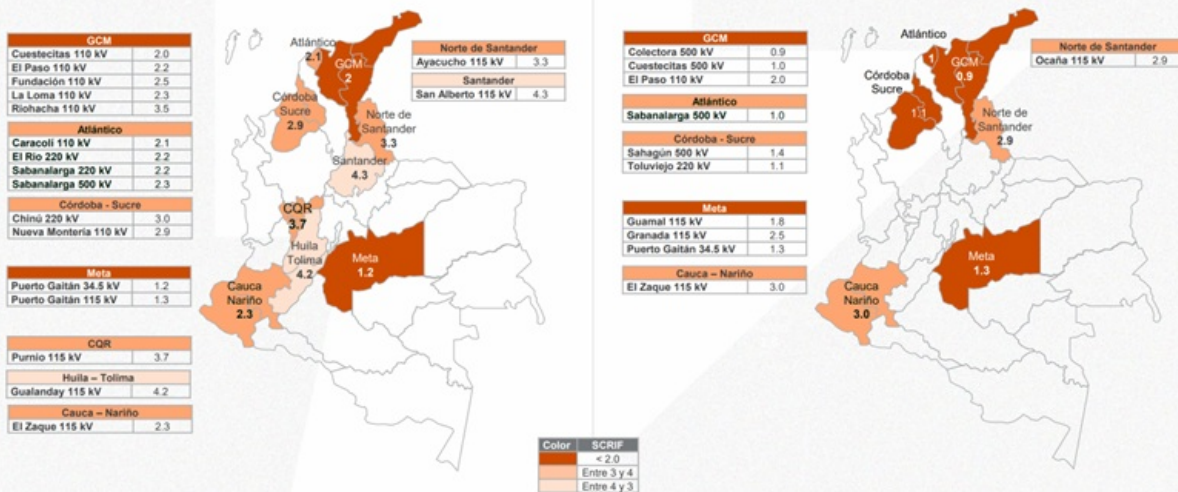 GCM
Cuestecitas 110 kV 2.0
El Paso 110 kV 2.2
Fundación 110 kV 2.5
La Loma 110 kV 2.3
Riohacha 110 kV 3.5
Atlántico
Caracolí 110 kV 2.1
El Río 220 kV 2.2
Sabanalarga 220 kV 2.2
Sabanalarga 500 kV 2.3
Córdoba - Sucre
Chinú 220 kV 3.0
Nueva Montería 110 kV 2.9
Meta
Puerto Gaitán 34.5 kV 1.2
Puerto Gaitán 115 kV 1.3
CQR
Purnio 115 kV 3.7
Huila – Tolima
Gualanday 115 kV 4.2
Cauca – Nariño
El Zaque 115 kV 2.3
Atlántico
2.1
GCM
2
Córdoba
Sucre
2.9
Norte de
Santander
3.3
Santander
4.3
CQR
3.7
Huila
Tolima
4.2
Meta
1.2
Cauca
Nariño
2.3
Norte de Santander
Ayacucho 115 kV 3.3
Santander
San Alberto 115 kV 4.3
GCM
Colectora 500 kV 0.9
Cuestecitas 500 kV 1.0
El Paso 110 kV 2.0
Atlántico
Sabanalarga 500 kV 1.0
Córdoba - Sucre
Sahagún 500 kV 1.4
Toluviejo 220 kV 1.1
Meta
Guamal 115 kV 1.8
Granada 115 kV 2.5
Puerto Gaitán 34.5 kV 1.3
Cauca – Nariño
El Zaque 115 kV 3.0
Atlántico
1
GCM
0.9
Córdoba
Sucre
1.1
Norte de
Santander
2.9
Meta
1.3
Cauca
Nariño
3.0
Norte de Santander
Ocaña 115 kV 2.9
Color SCRIF
< 2.0
Entre 3 y 4
Entre 4 y 3